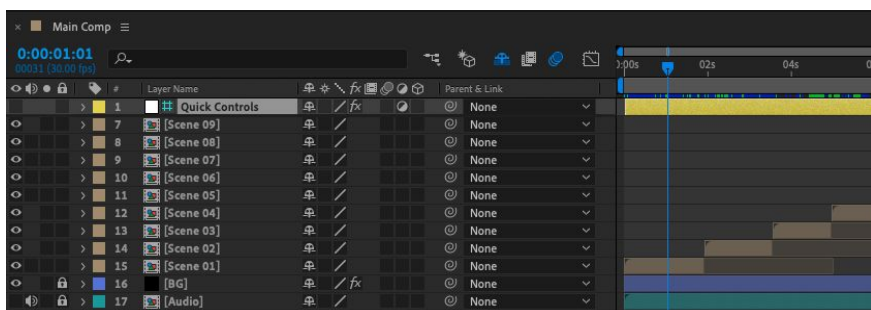 × Main Comp ≡
0:00:01:01
00031 (30.00 fps)
:00s 02s 04s 0
# Layer Name fx Parent & Link
1 Quick Controls fx None
7 [Scene 09] None
8 [Scene 08] None
9 [Scene 07] None
10 [Scene 06] None
11 [Scene 05] None
12 [Scene 04] None
13 [Scene 03] None
14 [Scene 02] None
15 [Scene 01] None
16 [BG] fx None
17 [Audio] None